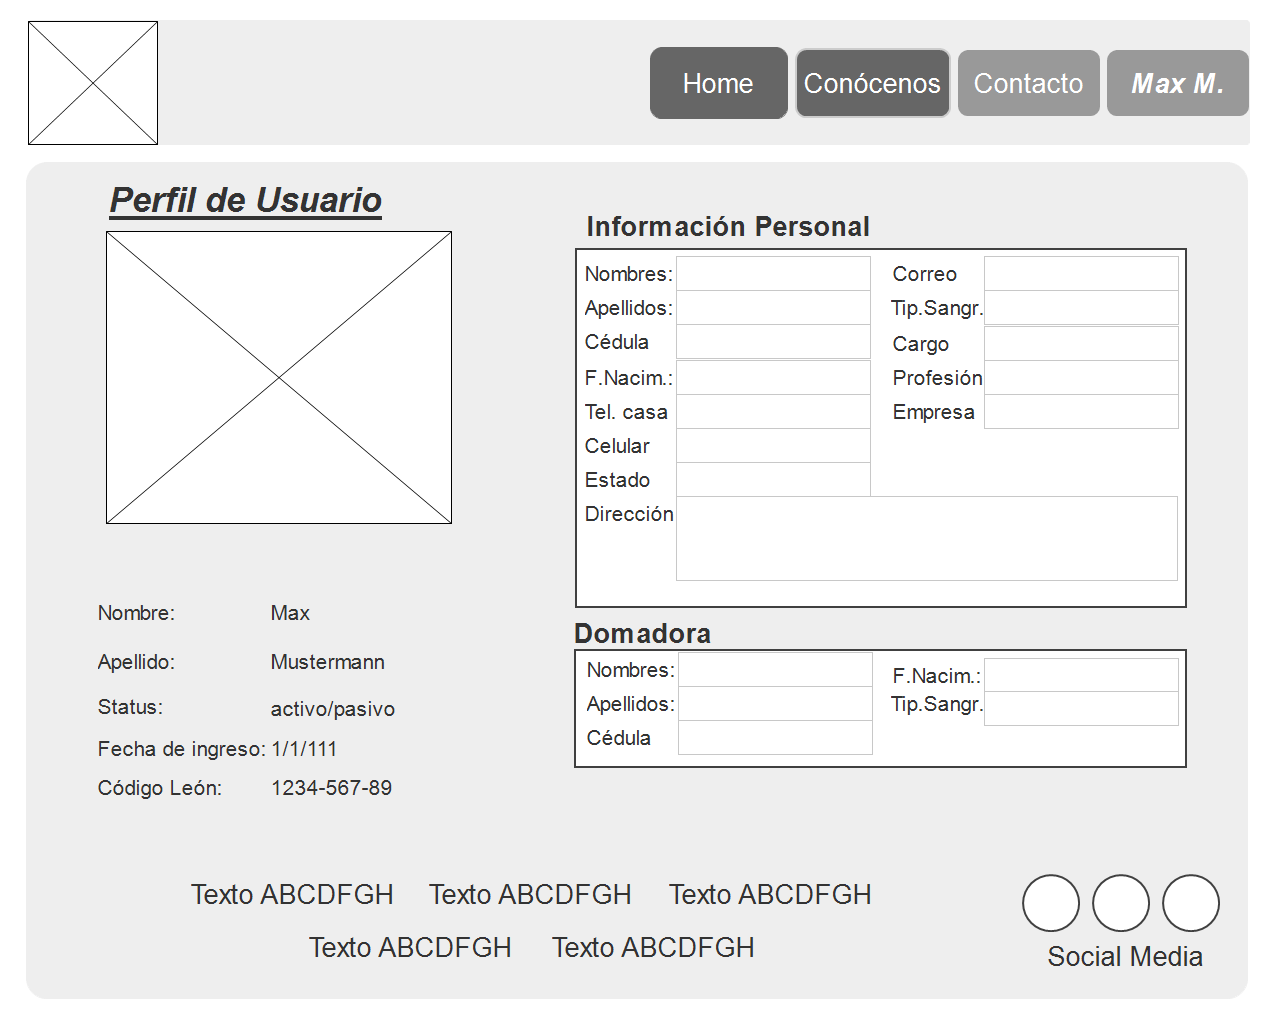 Home Conócenos Contacto Max M.
Perfil de Usuario
Nombre: Max
Apellido: Mustermann
Status: activo/pasivo
Fecha de ingreso: 1/1/111
Código León: 1234-567-89
Información Personal
Nombres: Correo
Apellidos: Tip.Sangr.
Cédula Cargo
F.Nacim.: Profesión
Tel. casa Empresa
Celular
Estado
Dirección
Domadora
Nombres: F.Nacim.:
Apellidos: Tip.Sangr.
Cédula
Texto ABCDFGH Texto ABCDFGH Texto ABCDFGH
Texto ABCDFGH Texto ABCDFGH
Social Media